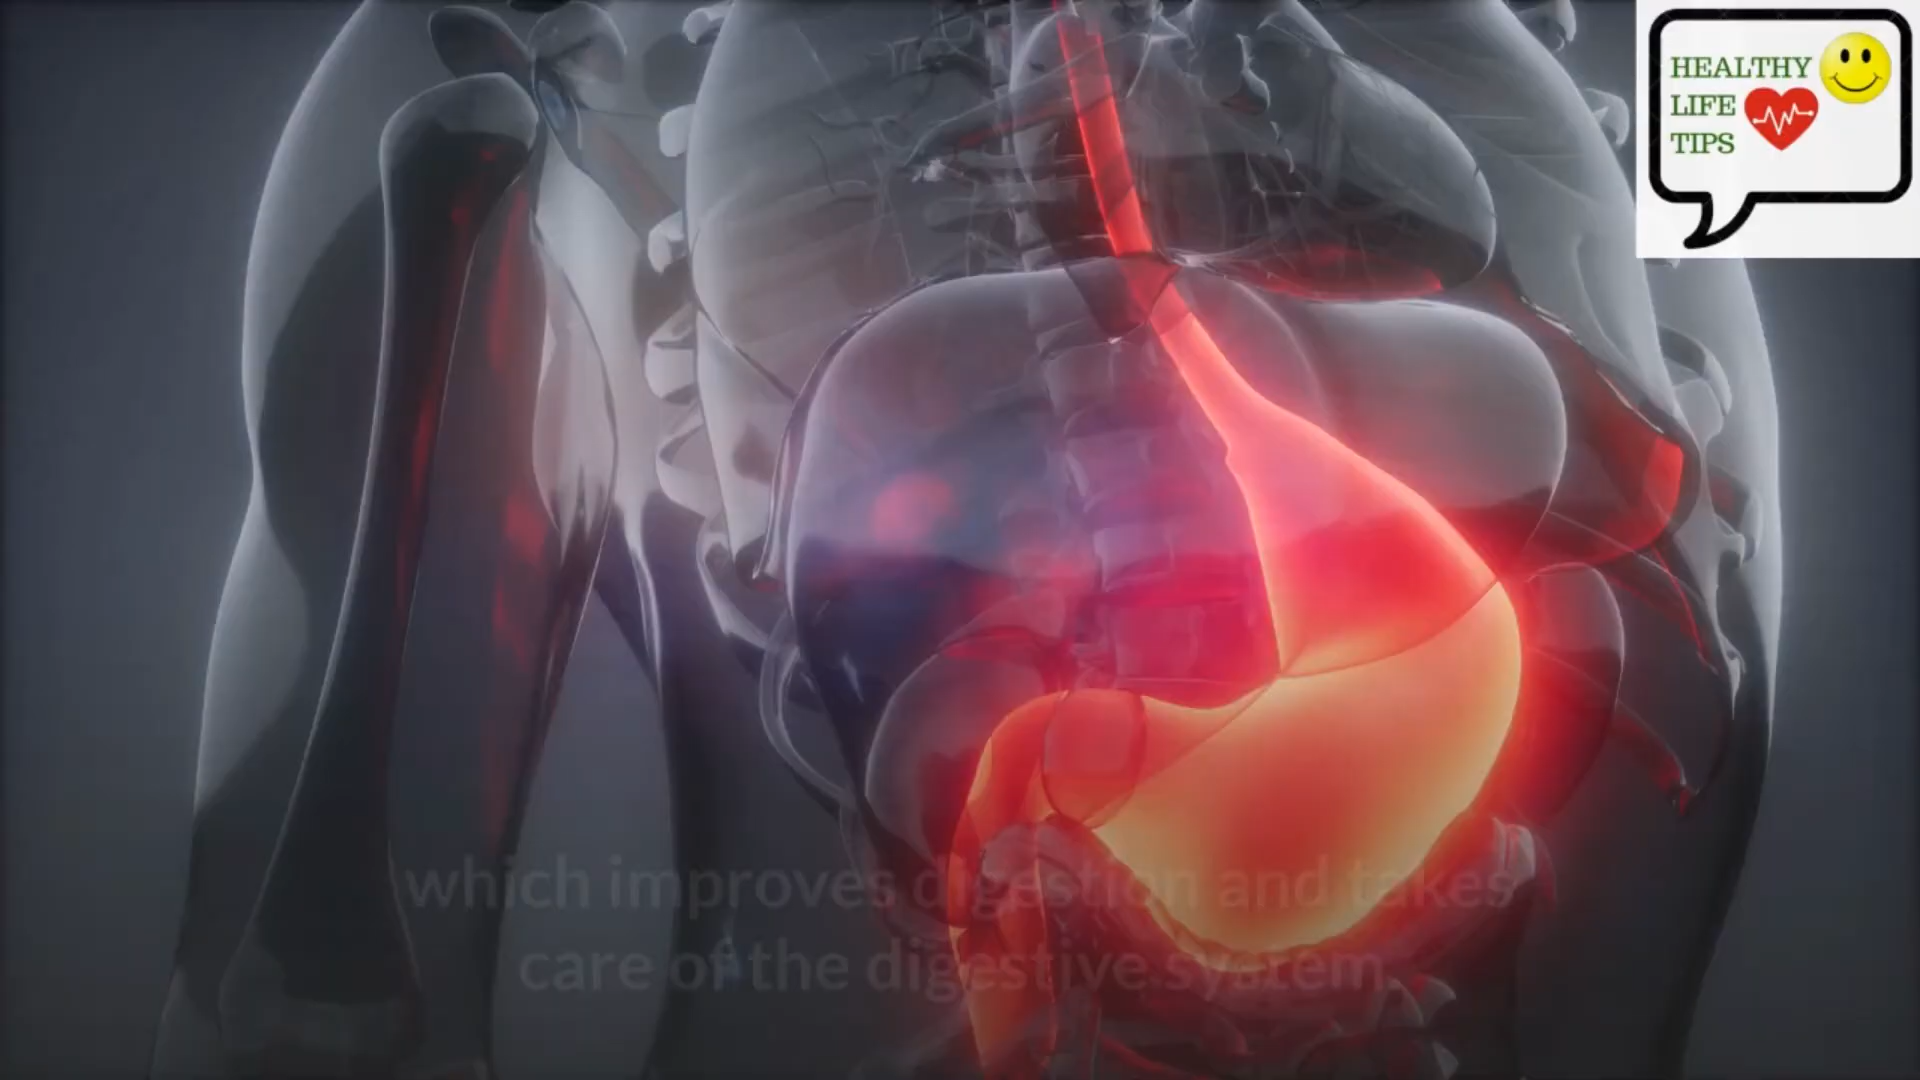 HEALTHY
LIFE
TIPS
which improves digestion and takes
care of the digestive system.